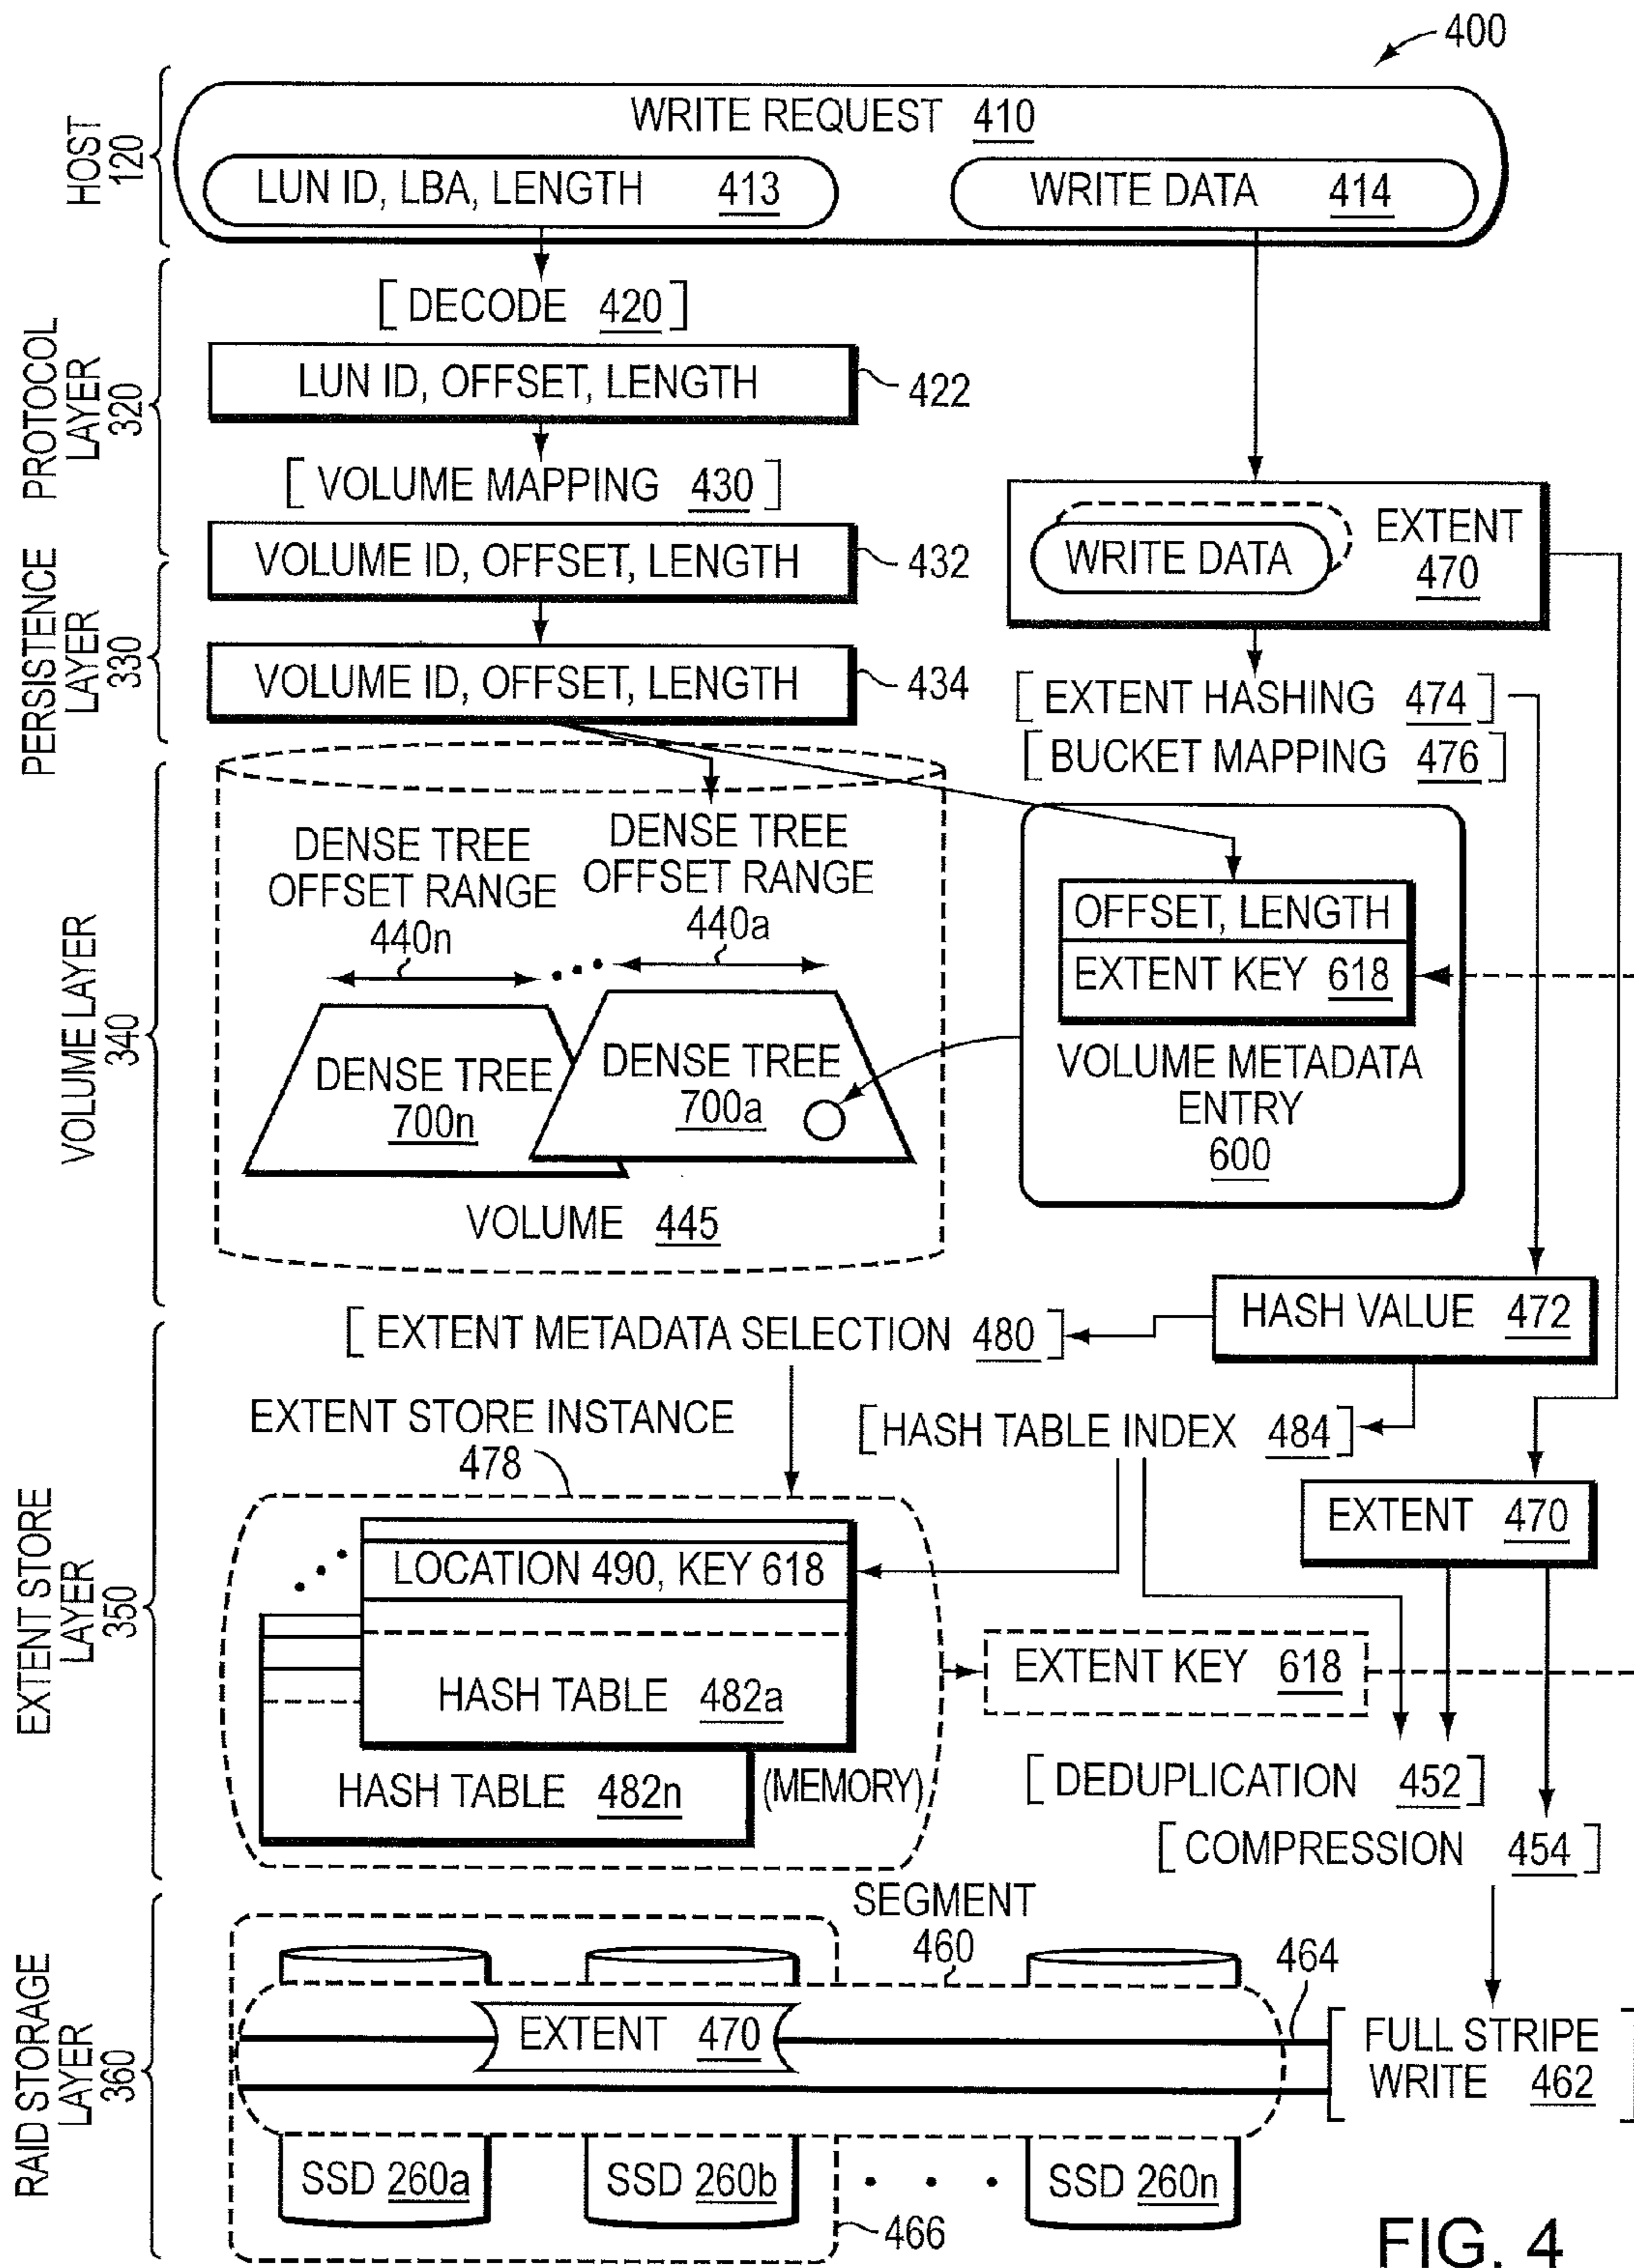 400
HOST
120
WRITE REQUEST 410
LUN ID, LBA, LENGTH 413
WRITE DATA 414
PROTOCOL
LAYER
320
[DECODE 420]
LUN ID, OFFSET, LENGTH
422
[VOLUME MAPPING 430]
VOLUME ID, OFFSET, LENGTH
432
WRITE DATA
EXTENT
470
PERSISTENCE
LAYER
330
VOLUME ID, OFFSET, LENGTH
434
[EXTENT HASHING 474]
[BUCKET MAPPING 476]
VOLUME LAYER
340
DENSE TREE
OFFSET RANGE
440n
DENSE TREE
OFFSET RANGE
440a
DENSE TREE
700n
DENSE TREE
700a
VOLUME 445
OFFSET, LENGTH
EXTENT KEY 618
VOLUME METADATA
ENTRY
600
HASH VALUE 472
EXTENT STORE
LAYER
350
[EXTENT METADATA SELECTION 480]
EXTENT STORE INSTANCE
478
[HASH TABLE INDEX 484]
EXTENT 470
LOCATION 490, KEY 618
HASH TABLE 482a
HASH TABLE 482n
(MEMORY)
EXTENT KEY 618
[DEDUPLICATION 452]
[COMPRESSION 454]
RAID STORAGE
LAYER
360
SEGMENT
460
464
EXTENT 470
[FULL STRIPE
WRITE 462]
SSD 260a
SSD 260b
. . .
SSD 260n
466
FIG. 4